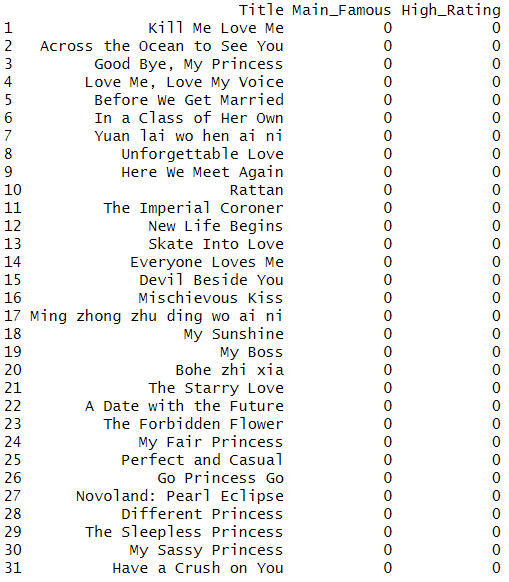 Title Main_Famous High_Rating
1 Kill Me Love Me 0 0
2 Across the Ocean to See You 0 0
3 Good Bye, My Princess 0 0
4 Love Me, Love My Voice 0 0
5 Before We Get Married 0 0
6 In a Class of Her Own 0 0
7 Yuan lai wo hen ai ni 0 0
8 Unforgettable Love 0 0
9 Here We Meet Again 0 0
10 Rattan 0 0
11 The Imperial Coroner 0 0
12 New Life Begins 0 0
13 Skate Into Love 0 0
14 Everyone Loves Me 0 0
15 Devil Beside You 0 0
16 Mischievous Kiss 0 0
17 Ming zhong zhu ding wo ai ni 0 0
18 My Sunshine 0 0
19 My Boss 0 0
20 Bohe zhi xia 0 0
21 The Starry Love 0 0
22 A Date with the Future 0 0
23 The Forbidden Flower 0 0
24 My Fair Princess 0 0
25 Perfect and Casual 0 0
26 Go Princess Go 0 0
27 Novoland: Pearl Eclipse 0 0
28 Different Princess 0 0
29 The Sleepless Princess 0 0
30 My Sassy Princess 0 0
31 Have a Crush on You 0 0